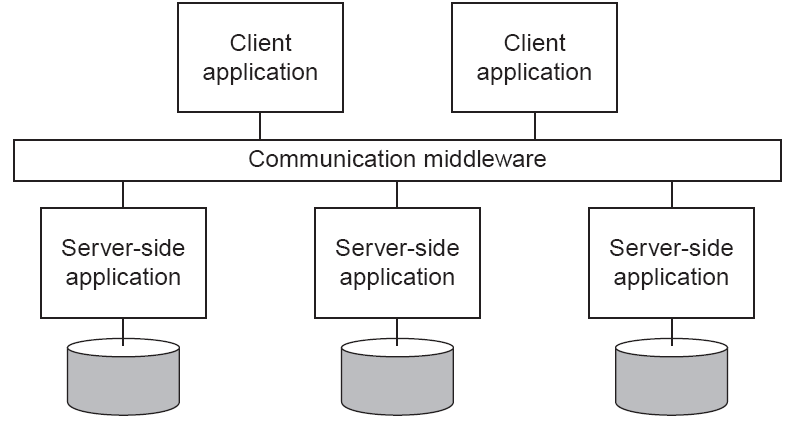 Client
application
Client
application
Communication middleware
Server-side
application
Server-side
application
Server-side
application